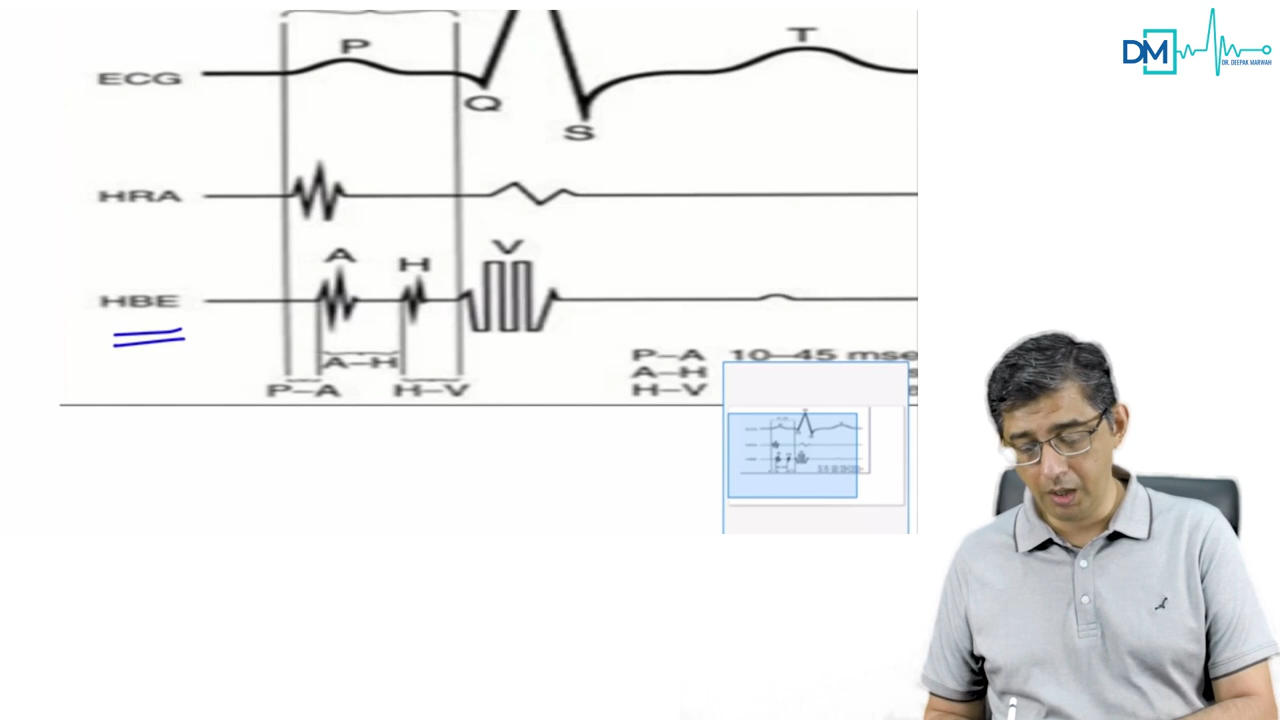 P
T
ECG
Q
S
HRA
A
H
V
HBE
A–H
P–A
H–V
P–A 10–45 mse
A–H
H–V
DM
DR. DEEPAK MARWAH